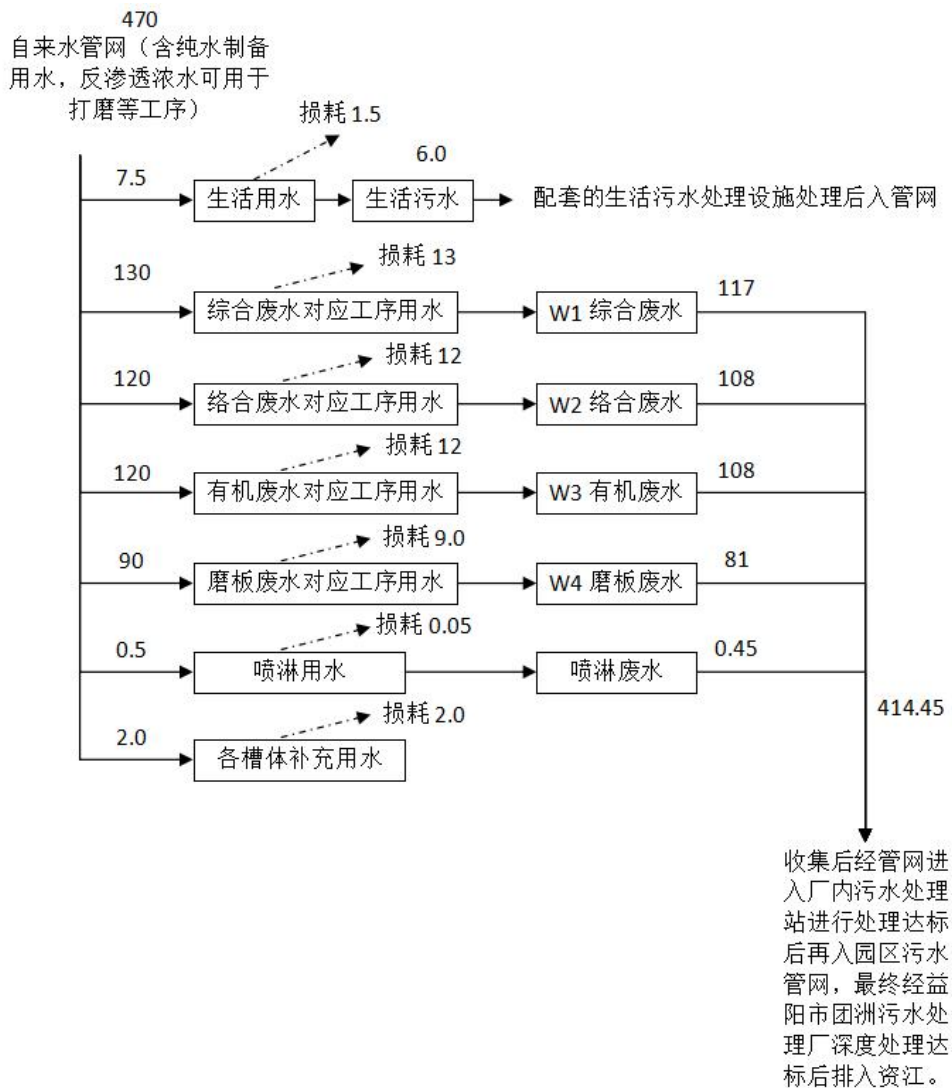 470
自来水管网（含纯水制备
用水，反渗透浓水可用于
打磨等工序）
损耗 1.5
7.5
生活用水
6.0
生活污水
配套的生活污水处理设施处理后入管网
损耗 13
130
综合废水对应工序用水
W1 综合废水
117
损耗 12
120
络合废水对应工序用水
W2 络合废水
108
损耗 12
120
有机废水对应工序用水
W3 有机废水
108
损耗 9.0
90
磨板废水对应工序用水
W4 磨板废水
81
损耗 0.05
0.5
喷淋用水
喷淋废水
0.45
损耗 2.0
2.0
各槽体补充用水
414.45
收集后经管网进
入厂内污水处理
站进行处理达标
后再入园区污水
管网，最终经益
阳市团洲污水处
理厂深度处理达
标后排入资江。